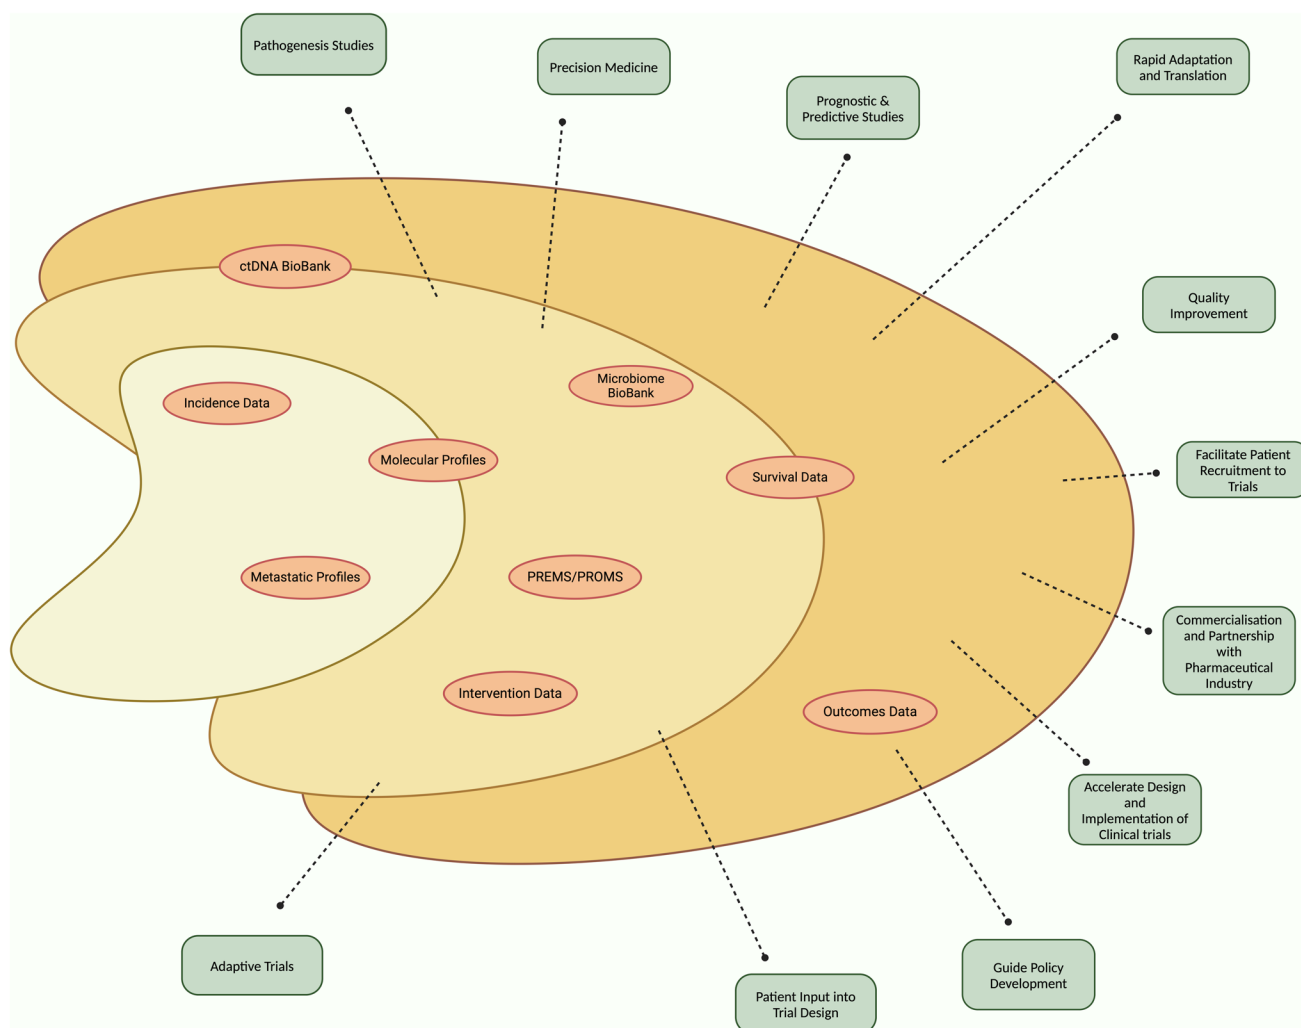 Pathogenesis Studies
Precision Medicine
Rapid Adaptation
and Translation
Prognostic &
Predictive Studies
ctDNA BioBank
Quality
Improvement
Microbiome
BioBank
Incidence Data
Molecular Profiles
Survival Data
Facilitate Patient
Recruitment to
Trials
Metastatic Profiles
PREMS/PROMS
Commercialisation
and Partnership
with
Pharmaceutical
Industry
Intervention Data
Outcomes Data
Accelerate Design
and
Implementation of
Clinical trials
Adaptive Trials
Guide Policy
Development
Patient Input into
Trial Design